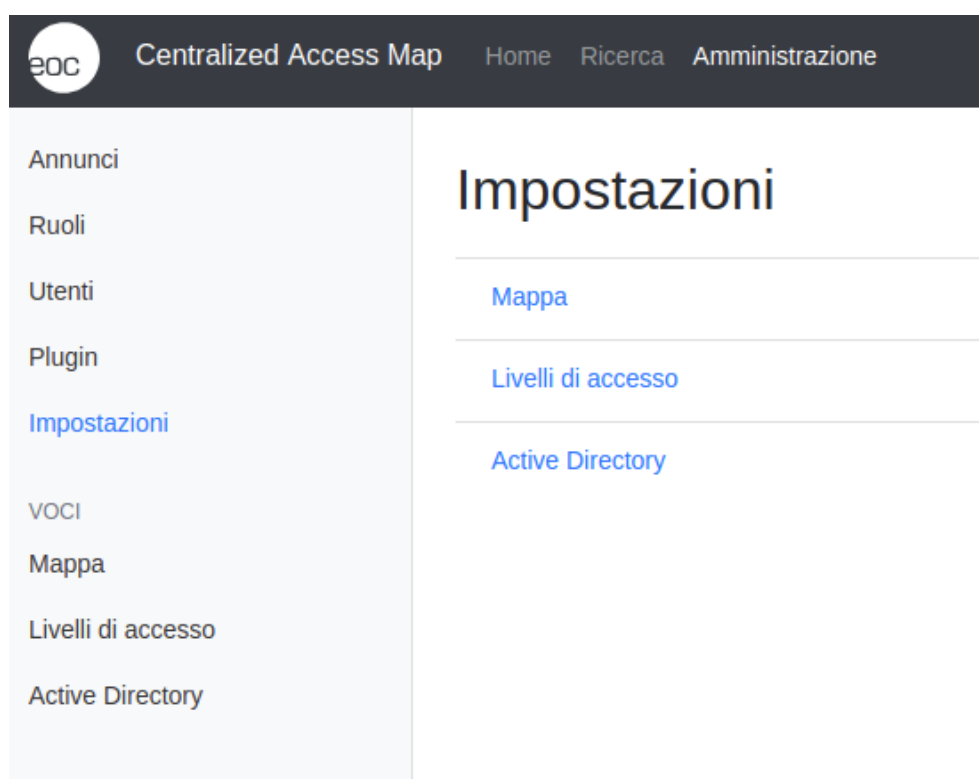 eoc Centralized Access Map Home Ricerca Amministrazione
Annunci
Ruoli
Utenti
Plugin
Impostazioni
VOCI
Mappa
Livelli di accesso
Active Directory
Impostazioni
Mappa
Livelli di accesso
Active Directory